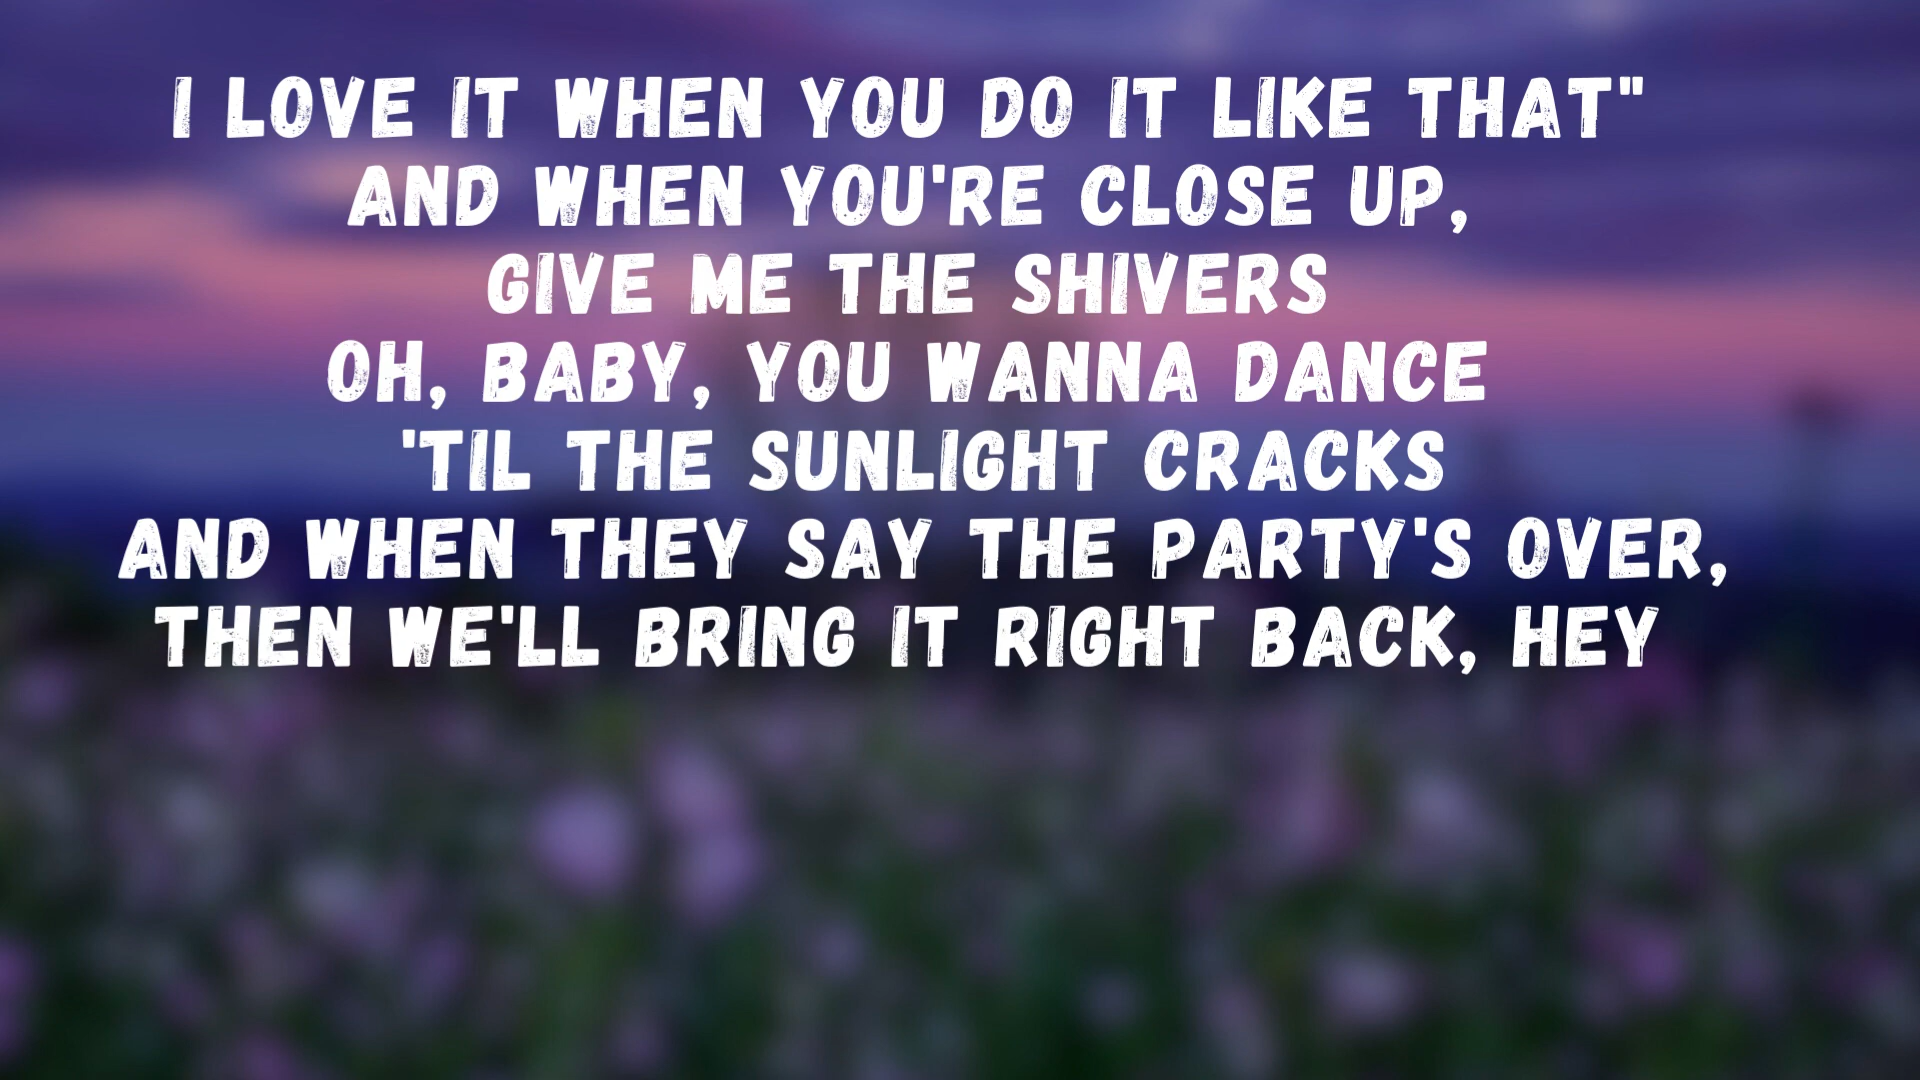 I LOVE IT WHEN YOU DO IT LIKE THAT"
AND WHEN YOU'RE CLOSE UP,
GIVE ME THE SHIVERS
OH, BABY, YOU WANNA DANCE
'TIL THE SUNLIGHT CRACKS
AND WHEN THEY SAY THE PARTY'S OVER,
THEN WE'LL BRING IT RIGHT BACK, HEY